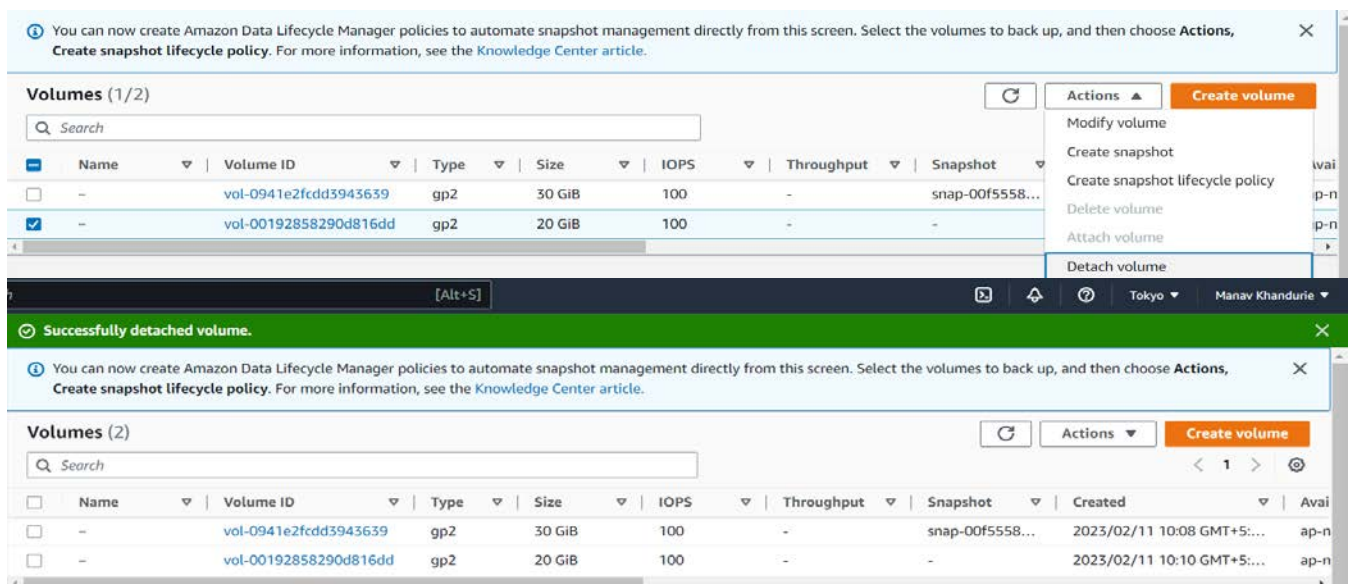 You can now create Amazon Data Lifecycle Manager policies to automate snapshot management directly from this screen. Select the volumes to back up, and then choose Actions,
Create snapshot lifecycle policy. For more information, see the Knowledge Center article.
Volumes (1/2)
Actions
Create volume
Search
Modify volume
Create snapshot
Create snapshot lifecycle policy
Delete volume
Attach volume
Detach volume
Name Volume ID Type Size IOPS Throughput Snapshot Avai
– vol-0941e2fcdd3943639 gp2 30 GiB 100 - snap-00f5558... p-n
– vol-00192858290d816dd gp2 20 GiB 100 - - p-n
[Alt+S] Tokyo Manav Khandurie
Successfully detached volume.
You can now create Amazon Data Lifecycle Manager policies to automate snapshot management directly from this screen. Select the volumes to back up, and then choose Actions,
Create snapshot lifecycle policy. For more information, see the Knowledge Center article.
Volumes (2)
Actions
Create volume
Search
1
Name Volume ID Type Size IOPS Throughput Snapshot Created Avai
– vol-0941e2fcdd3943639 gp2 30 GiB 100 - snap-00f5558... 2023/02/11 10:08 GMT+5:... ap-n
– vol-00192858290d816dd gp2 20 GiB 100 - - 2023/02/11 10:10 GMT+5:... ap-n